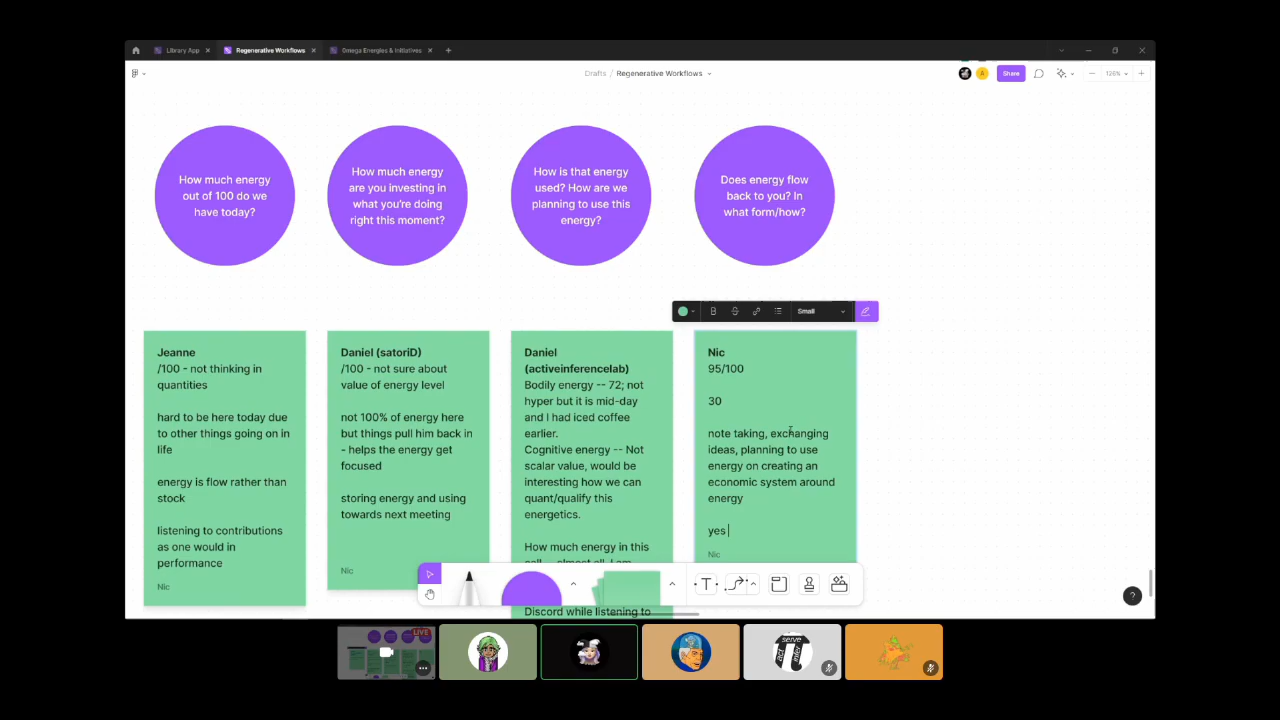 Library App
Regenerative Workflows
Omega Energies & Initiatives
Drafts / Regenerative Workflows
Share
126%
How much energy
out of 100 do we
have today?
How much energy
are you investing in
what you're doing
right this moment?
How is that energy
used? How are we
planning to use this
energy?
Does energy flow
back to you? In
what form/how?
Small
Jeanne
/100 - not thinking in
quantities
hard to be here today due
to other things going on in
life
energy is flow rather than
stock
listening to contributions
as one would in
performance
Nic
Daniel (satoriD)
/100 - not sure about
value of energy level
not 100% of energy here
but things pull him back in
- helps the energy get
focused
storing energy and using
towards next meeting
Nic
Daniel
(activeinferencelab)
Bodily energy -- 72; not
hyper but it is mid-day
and I had iced coffee
earlier.
Cognitive energy -- Not
scalar value, would be
interesting how we can
quant/qualify this
energetics.
How much energy in this
Discord while listening to
Nic
95/100
30
note taking, exchanging
ideas, planning to use
energy on creating an
economic system around
energy
yes
Nic
LIVE
serve
act
infer